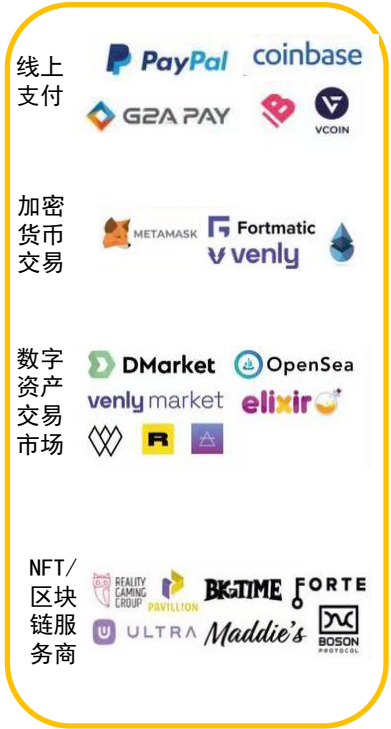 线上
支付
PayPal coinbase
G2A PAY
VCOIN
加密
货币
交易
METAMASK Fortmatic
venly
数字
资产
交易
市场
DMarket OpenSea
venly market elixir
R
NFT/
区块
链服
务商
REALITY
GAMING
GROUP
PAVILLION
BIGTIME FORTE
ULTRA Maddie's
BOSON
PROTOCOL